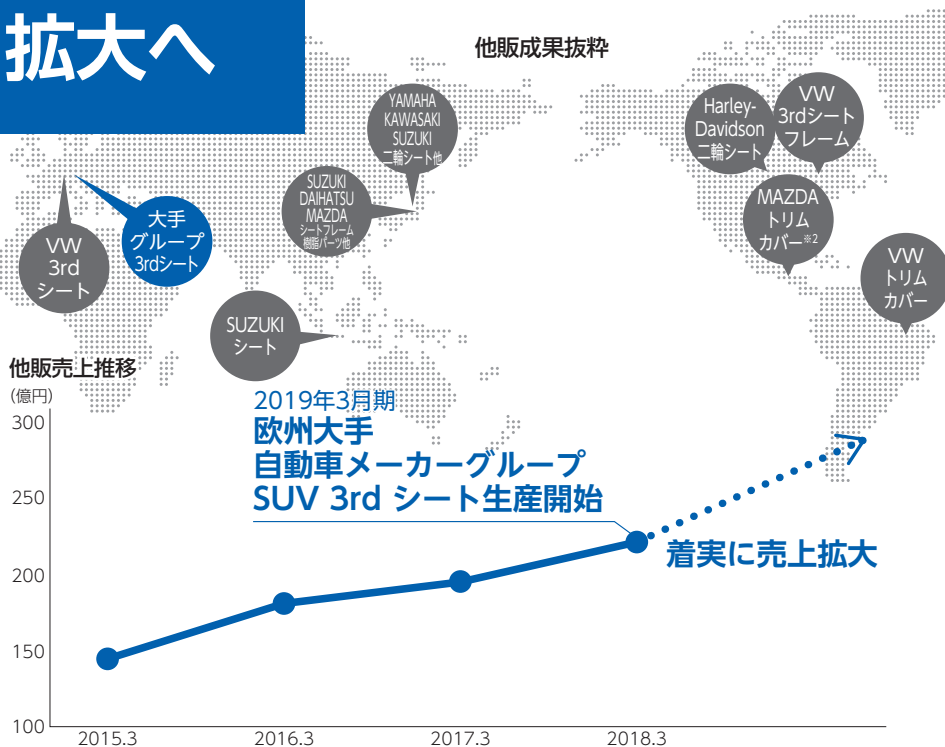 拡大へ
他販成果抜粋
YAMAHA
KAWASAKI
SUZUKI
二輪シート他
Harley-
Davidson
二輪シート
VW
3rdシート
フレーム
SUZUKI
DAIHATSU
MAZDA
シートフレーム
樹脂パーツ他
MAZDA
トリム
カバー※2
大手
グループ
3rdシート
VW
3rd
シート
VW
トリム
カバー
SUZUKI
シート
他販売上推移
(億円)
300
250
200
150
100
2019年3月期
欧州大手
自動車メーカーグループ
SUV 3rd シート生産開始
着実に売上拡大
2015.3
2016.3
2017.3
2018.3